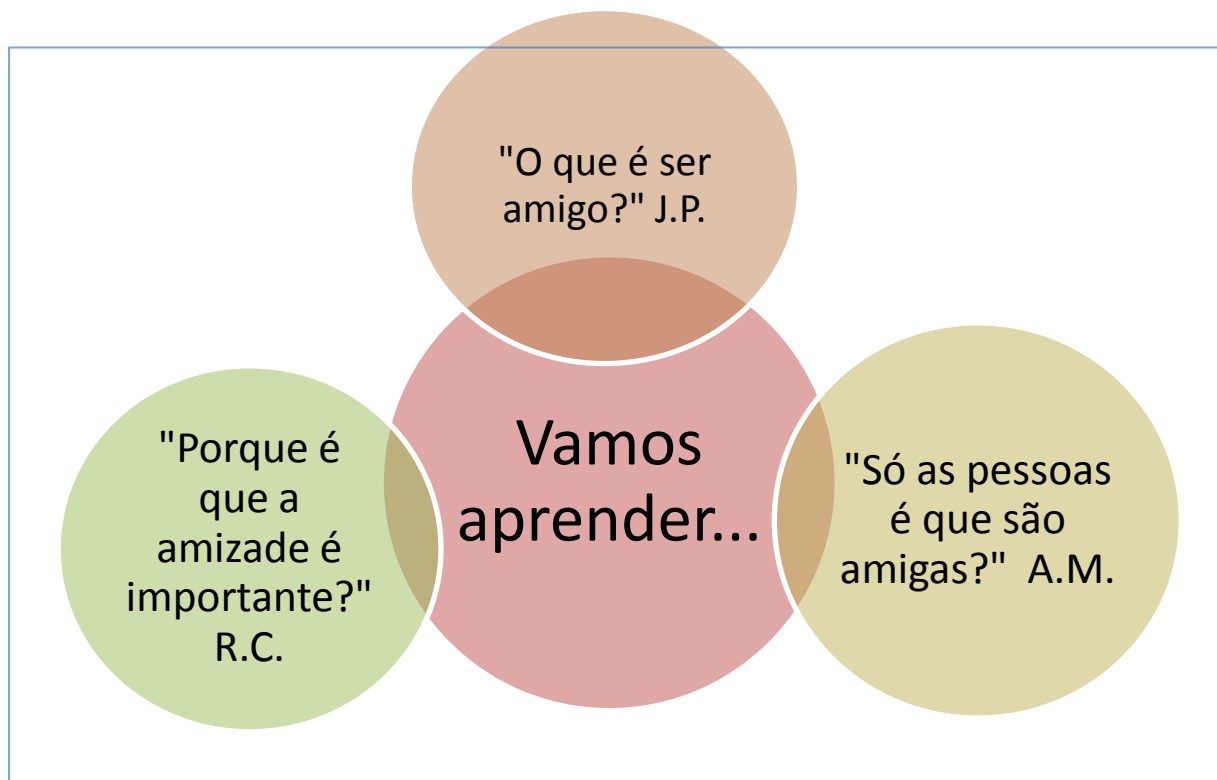 "O que é ser
amigo?" J.P.
Vamos
aprender...
"Porque é
que a
amizade é
importante?"
R.C.
"Só as pessoas
é que são
amigas?"  A.M.